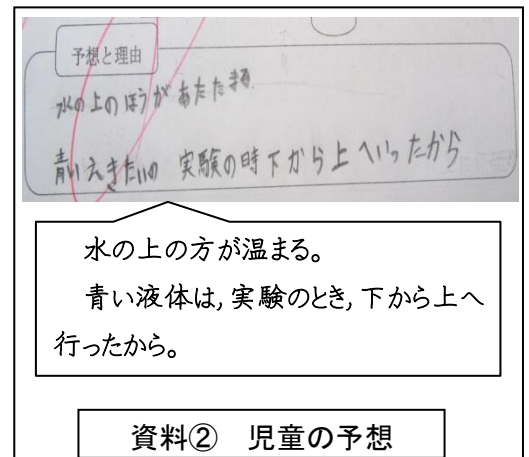 予想と理由
水の上のほうがあたたまる
青いえきたいの 実験の時下から上へいったから
水の上の方が温まる。
青い液体は,実験のとき,下から上へ
行ったから。
資料② 児童の予想